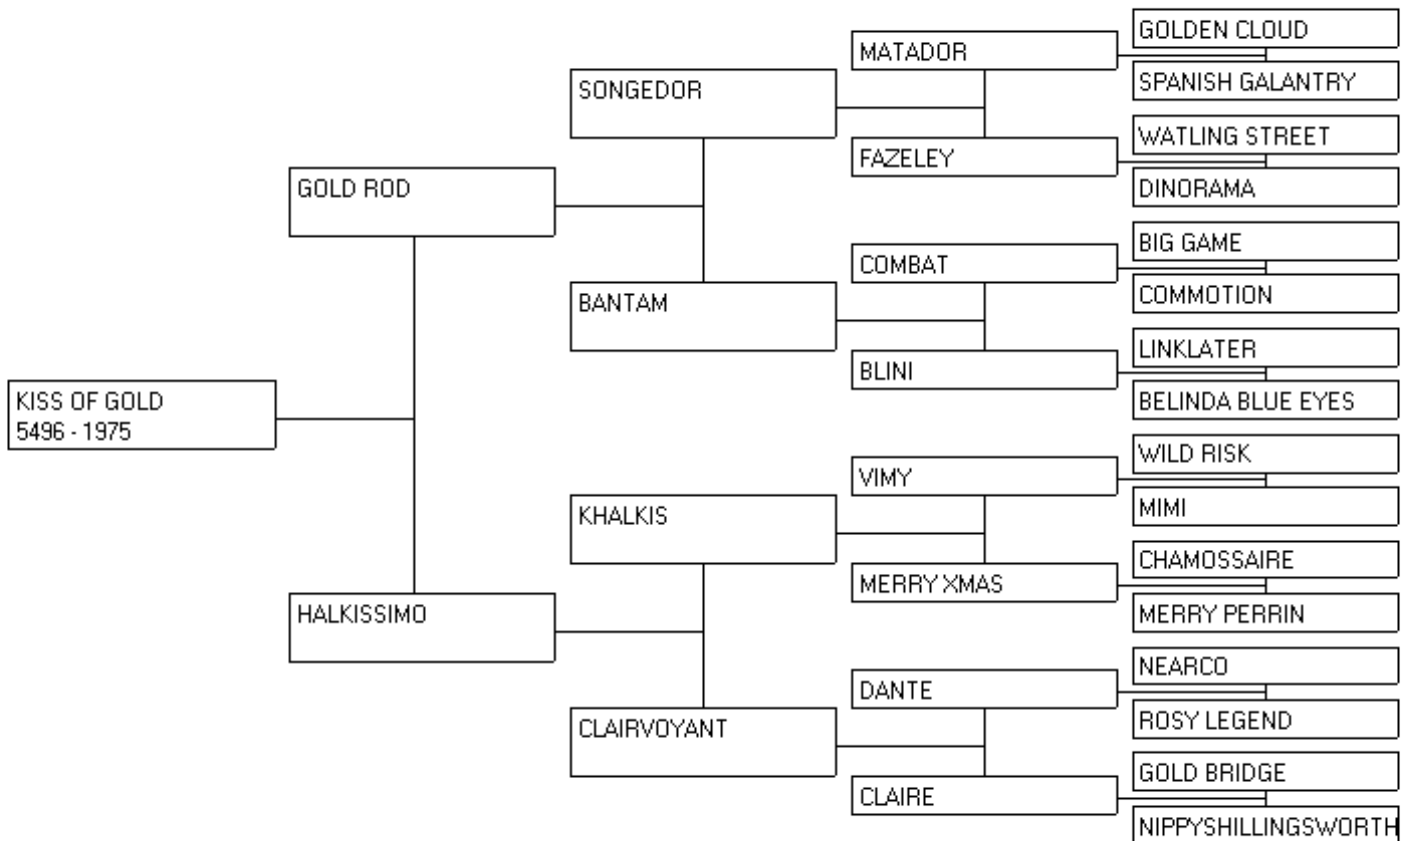 GOLDEN CLOUD
MATADOR
SPANISH GALANTRY
SONGEDOR
WATLING STREET
FAZELEY
DINORAMA
GOLD ROD
BIG GAME
COMBAT
COMMOTION
BANTAM
LINKLATER
BLINI
BELINDA BLUE EYES
KISS OF GOLD
5496 - 1975
WILD RISK
VIMY
MIMI
KHALKIS
CHAMOSSAIRE
MERRY XMAS
MERRY PERRIN
HALKISSIMO
NEARCO
DANTE
ROSY LEGEND
CLAIRVOYANT
GOLD BRIDGE
CLAIRE
NIPPYSHILLINGSWORTH